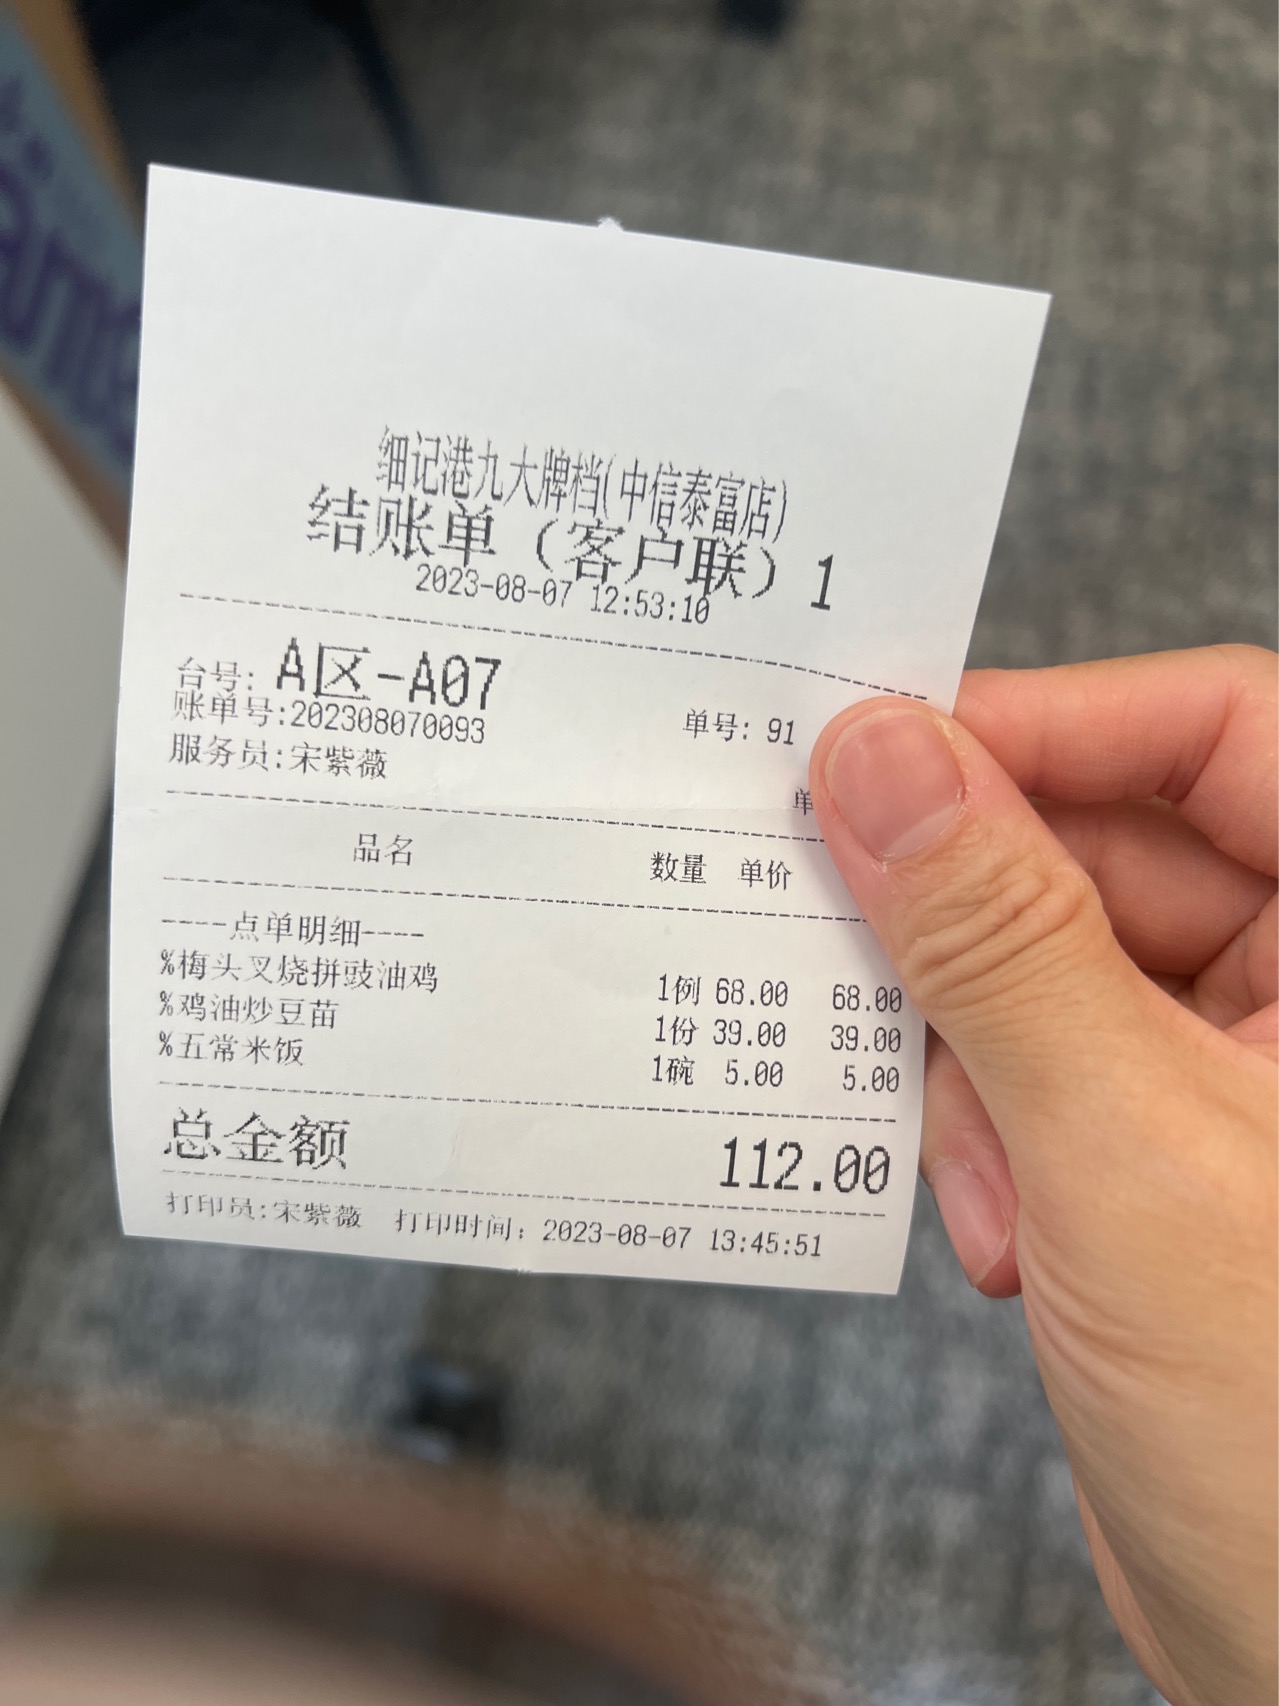 细记港九大牌档(中信泰富店)
结账单（客户联）1
2023-08-07 12:53:10
台号: A区-A07
账单号:202308070093 单号: 91
服务员:宋紫薇
单
品名 数量 单价
----点单明细----
%梅头叉烧拼豉油鸡 1例 68.00 68.00
%鸡油炒豆苗 1份 39.00 39.00
%五常米饭 1碗 5.00 5.00
总金额 112.00
打印员:宋紫薇 打印时间: 2023-08-07 13:45:51